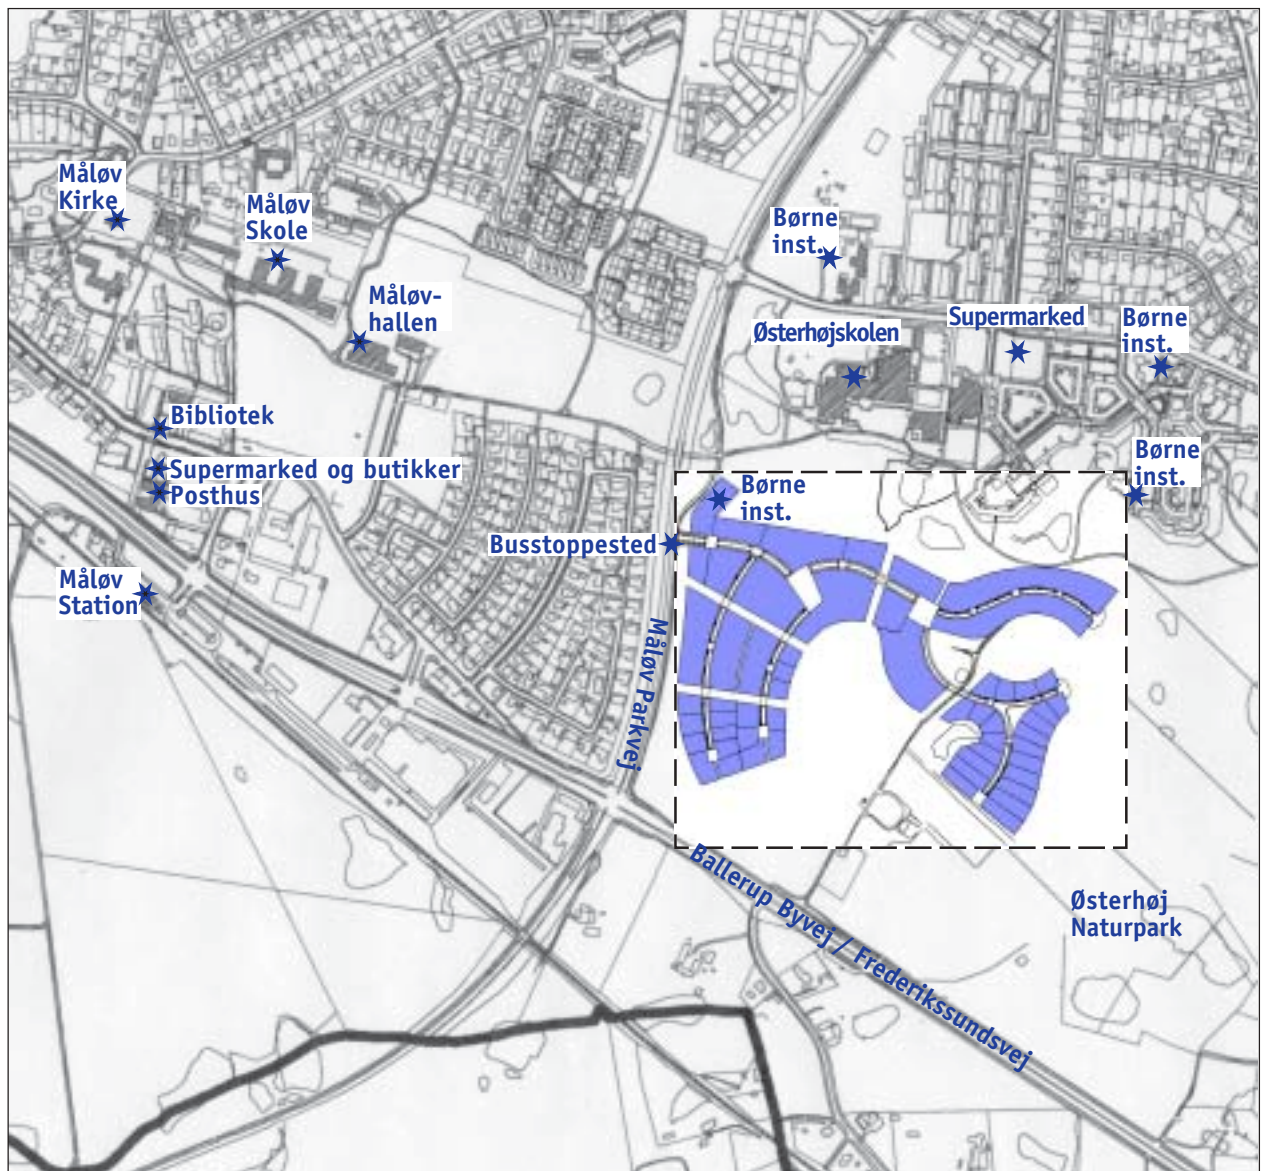 Måløv
Kirke
Måløv
Skole
Børne
inst.
Måløv-
hallen
Østerhøjskolen
Supermarked
Børne
inst.
Bibliotek
Supermarked og butikker
Posthus
Børne
inst.
Børne
inst.
Busstoppested
Måløv
Station
Måløv Parkvej
Ballerup Byvej / Frederikssundsvej
Østerhøj
Naturpark